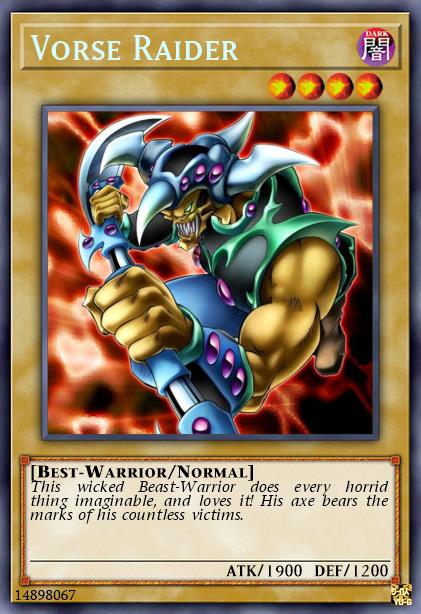 Vorse Raider
DARK
闇
[Best-Warrior/Normal]
This wicked Beast-Warrior does every horrid
thing imaginable, and loves it! His axe bears the
marks of his countless victims.
ATK/1900 DEF/1200
14898067